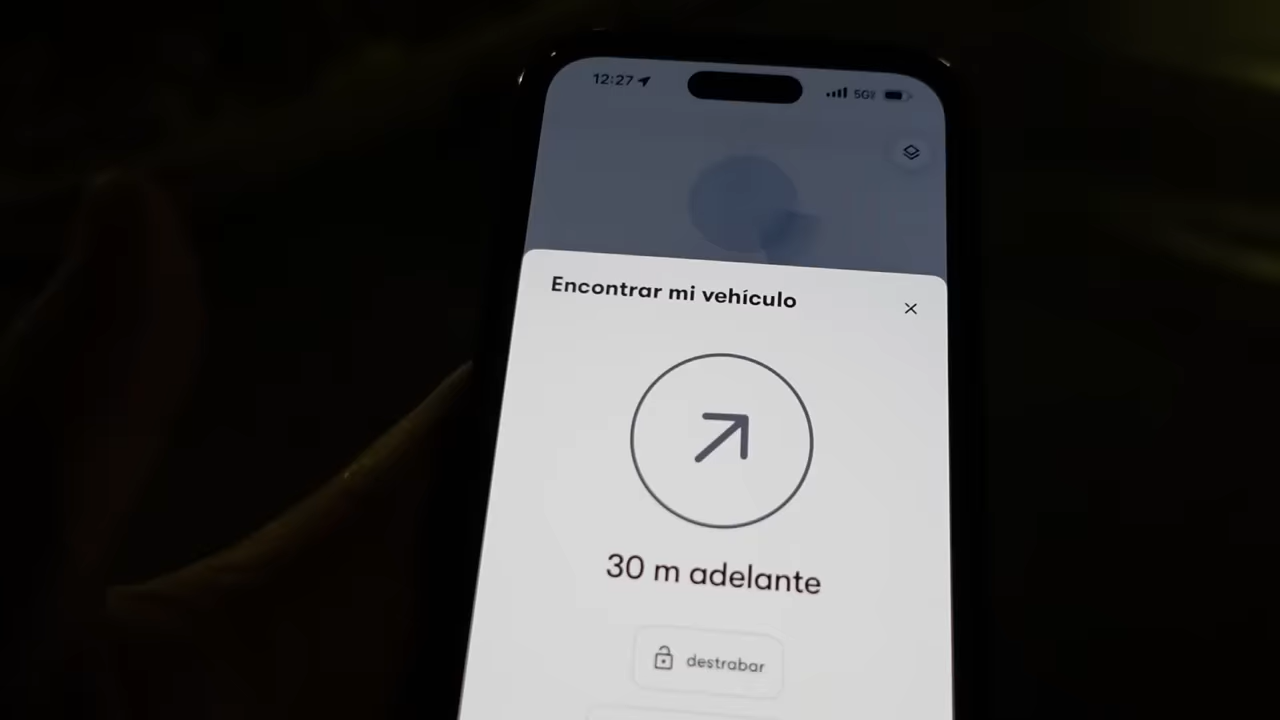 12:27
5G
Encontrar mi vehículo
30 m adelante
destrabar